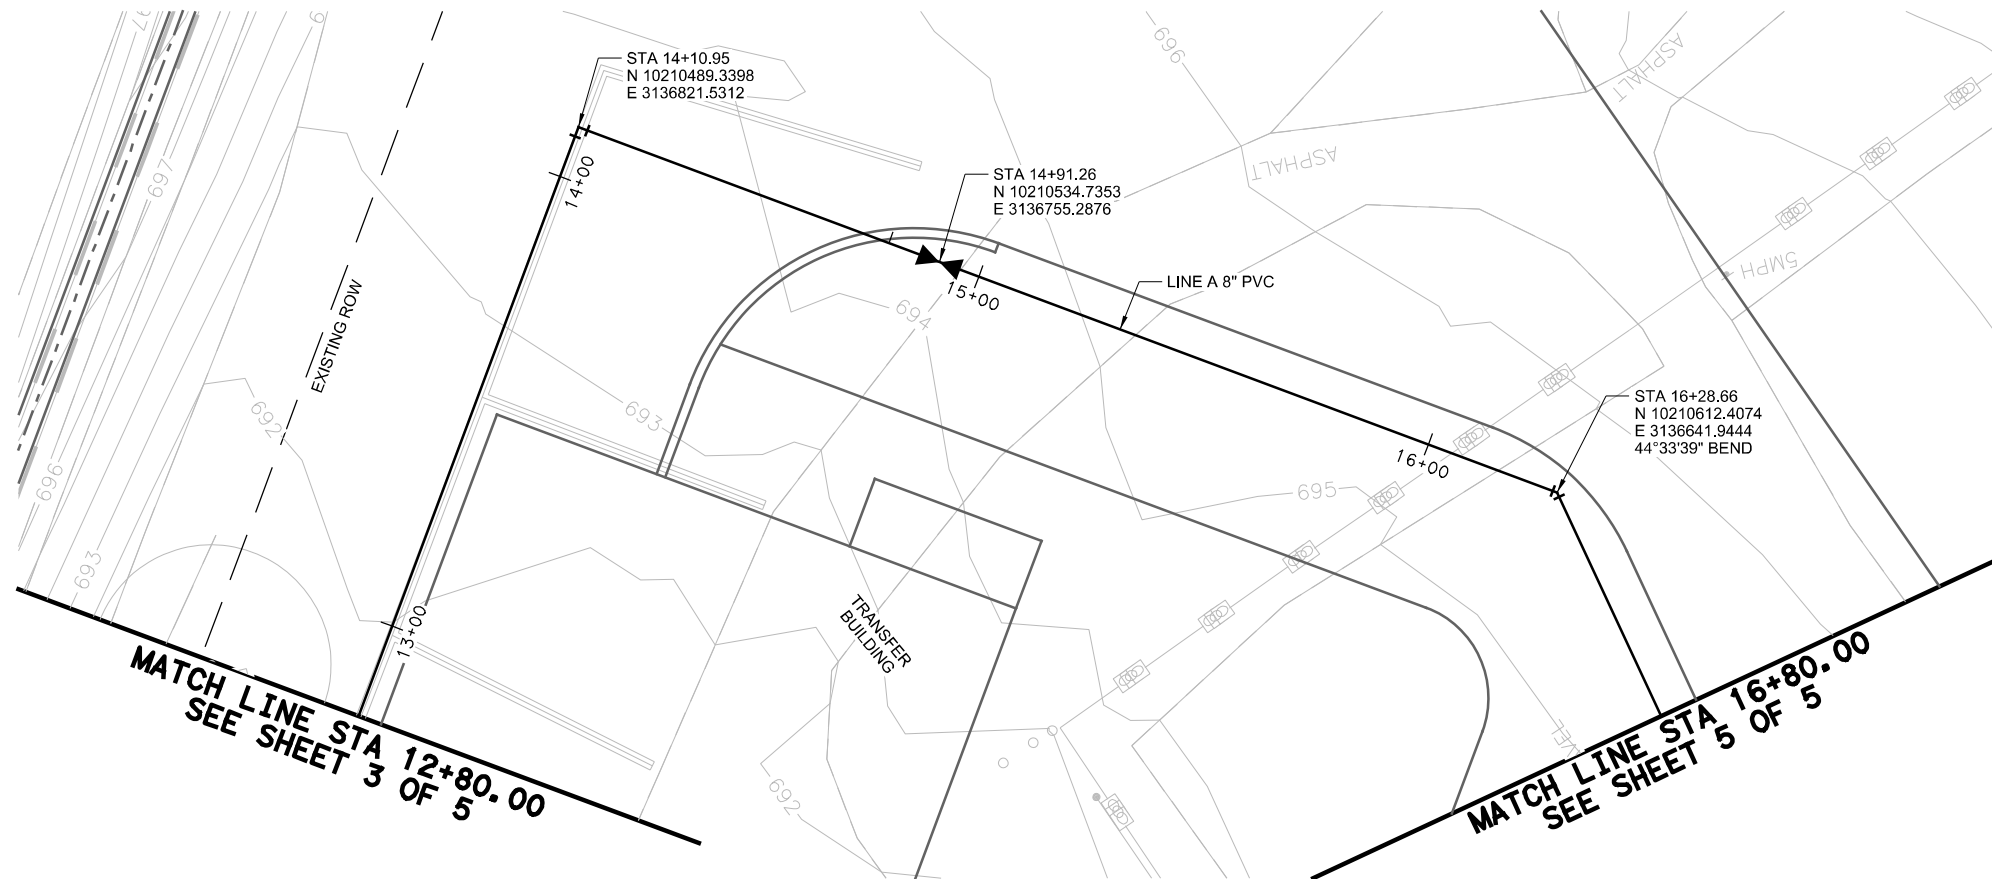 STA 14+10.95
N 10210489.3398
E 3136821.5312
696
ASPHALT
697
14+00
STA 14+91.26
N 10210534.7353
E 3136755.2876
ASPHALT
5MPH
EXISTING ROW
694
15+00
LINE A 8" PVC
692
693
STA 16+28.66
N 10210612.4074
E 3136641.9444
44°33'39" BEND
16+00
695
696
693
13+00
TRANSFER
BUILDING
MATCH LINE STA 12+80.00
SEE SHEET 3 OF 5
692
MATCH LINE STA 16+80.00
SEE SHEET 5 OF 5